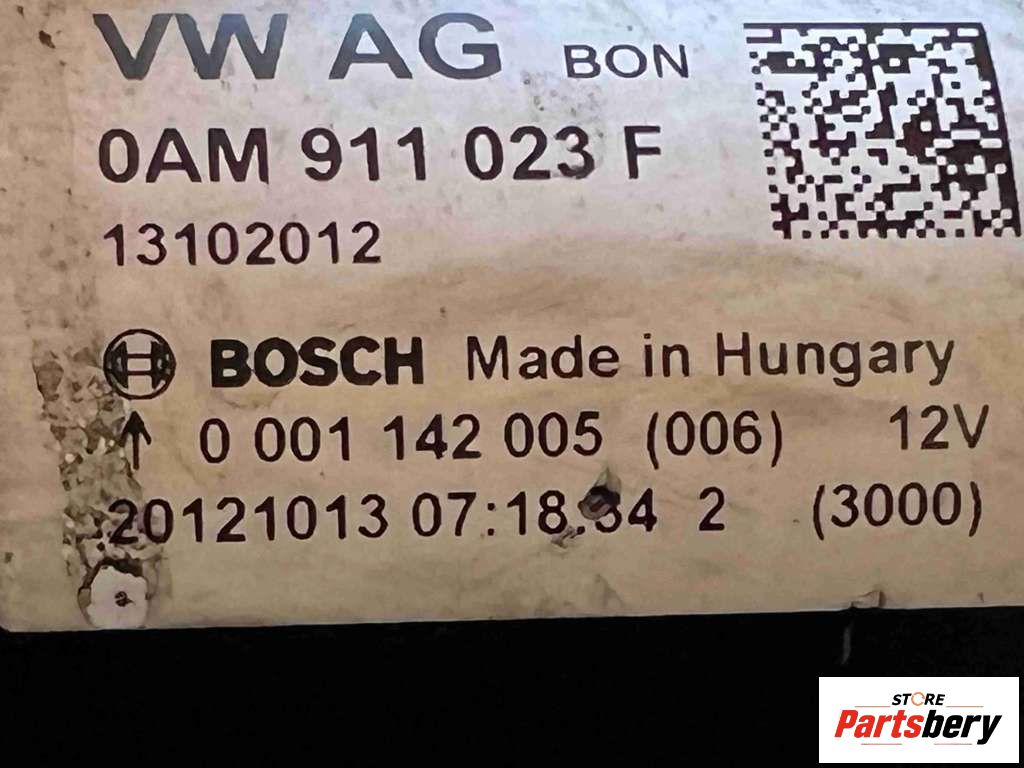 VW AG BON
0AM 911 023 F
13102012
BOSCH Made in Hungary
0 001 142 005 (006) 12V
20121013 07:18:34 2 (3000)
STORE
Partsbery